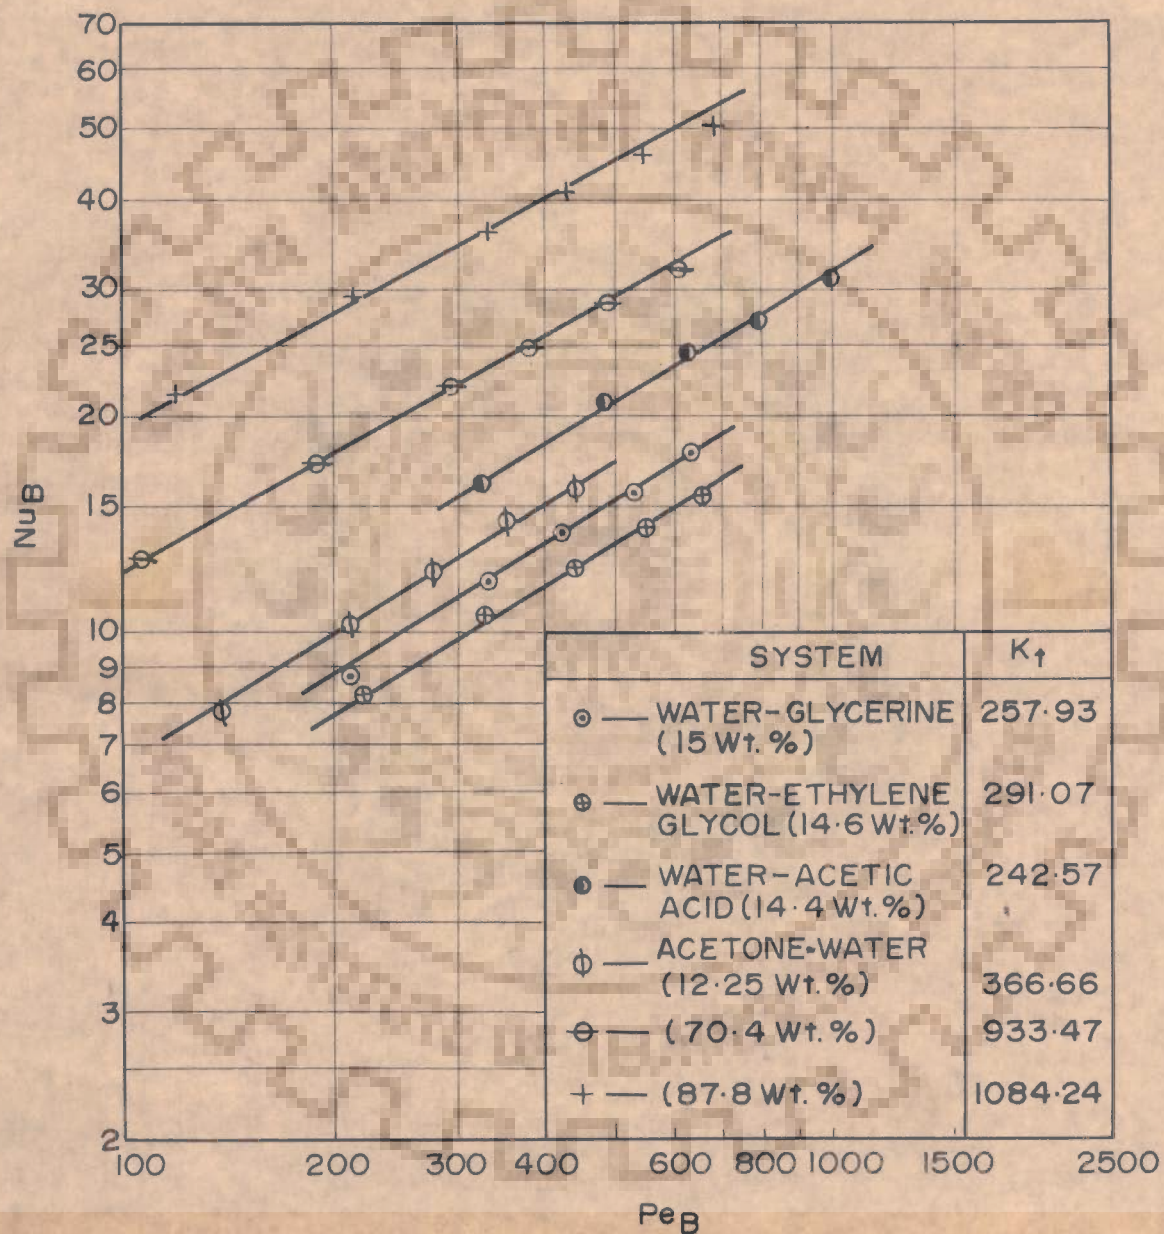 70
60
50
40
30
25
20
15
10
9
8
7
6
5
4
3
2
NuB
100 200 300 400 600 800 1000 1500 2500
PeB
SYSTEM K↑
WATER-GLYCERINE 257·93
(15 Wt. %)
WATER-ETHYLENE 291·07
GLYCOL (14·6 Wt.%)
WATER-ACETIC 242·57
ACID (14·4 Wt.%)
ACETONE-WATER
(12·25 Wt.%) 366·66
(70·4 Wt.%) 933·47
(87·8 Wt.%) 1084·24